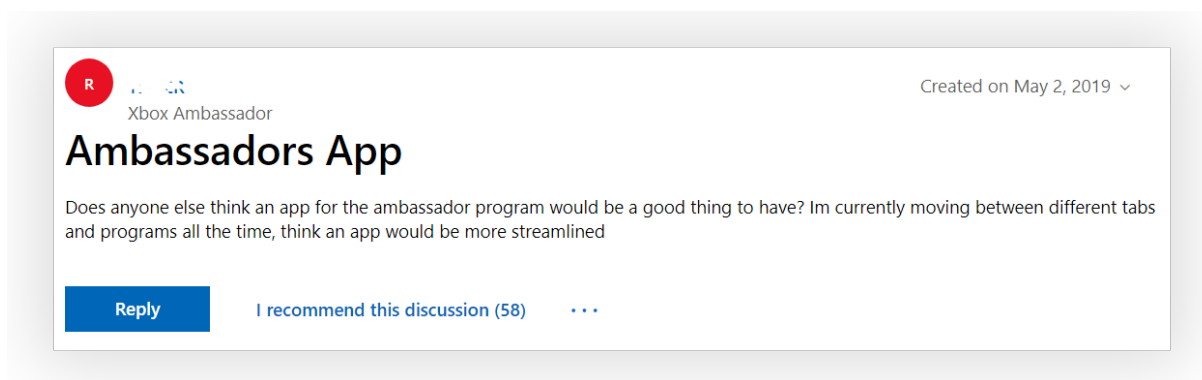 R
Created on May 2, 2019
Xbox Ambassador
Ambassadors App
Does anyone else think an app for the ambassador program would be a good thing to have? Im currently moving between different tabs
and programs all the time, think an app would be more streamlined
Reply
I recommend this discussion (58)